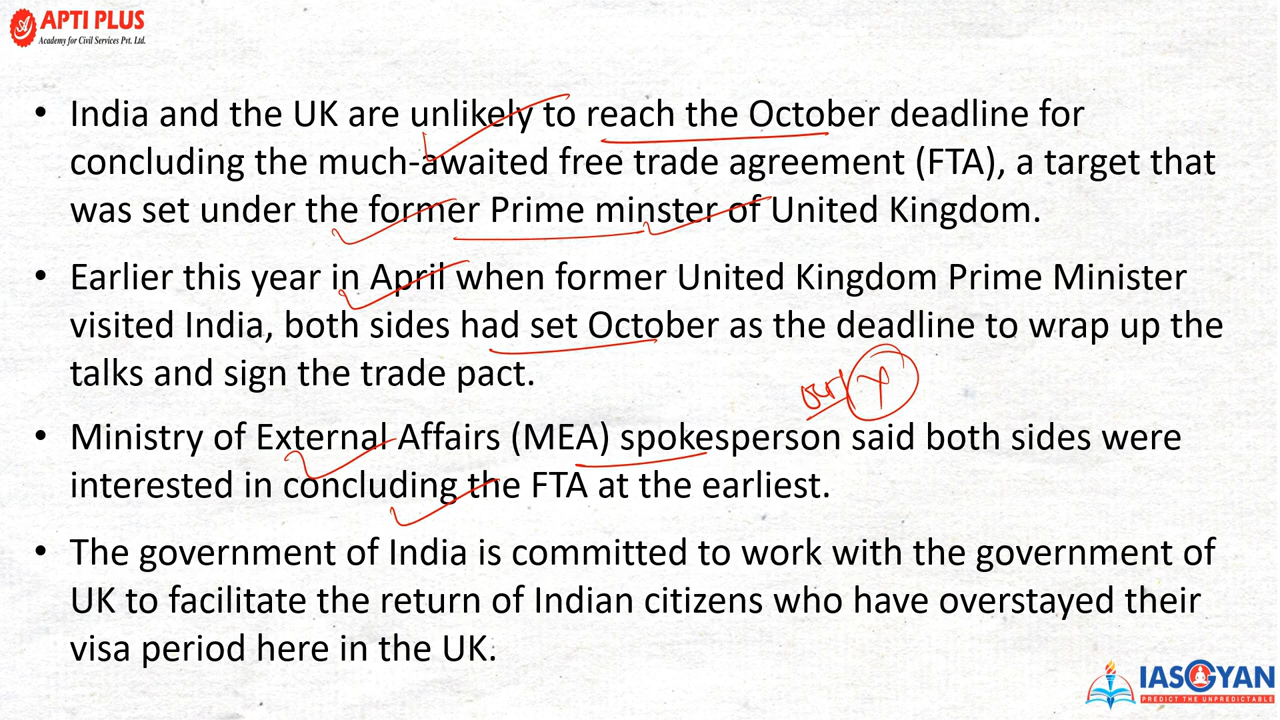 APTI PLUS
Academy for Civil Services Pvt. Ltd.
• India and the UK are unlikely to reach the October deadline for
concluding the much-awaited free trade agreement (FTA), a target that
was set under the former Prime minster of United Kingdom.
• Earlier this year in April when former United Kingdom Prime Minister
visited India, both sides had set October as the deadline to wrap up the
talks and sign the trade pact.
• Ministry of External Affairs (MEA) spokesperson said both sides were
interested in concluding the FTA at the earliest.
• The government of India is committed to work with the government of
UK to facilitate the return of Indian citizens who have overstayed their
visa period here in the UK.
IASGYAN
PREDICT THE UNPREDICTABLE